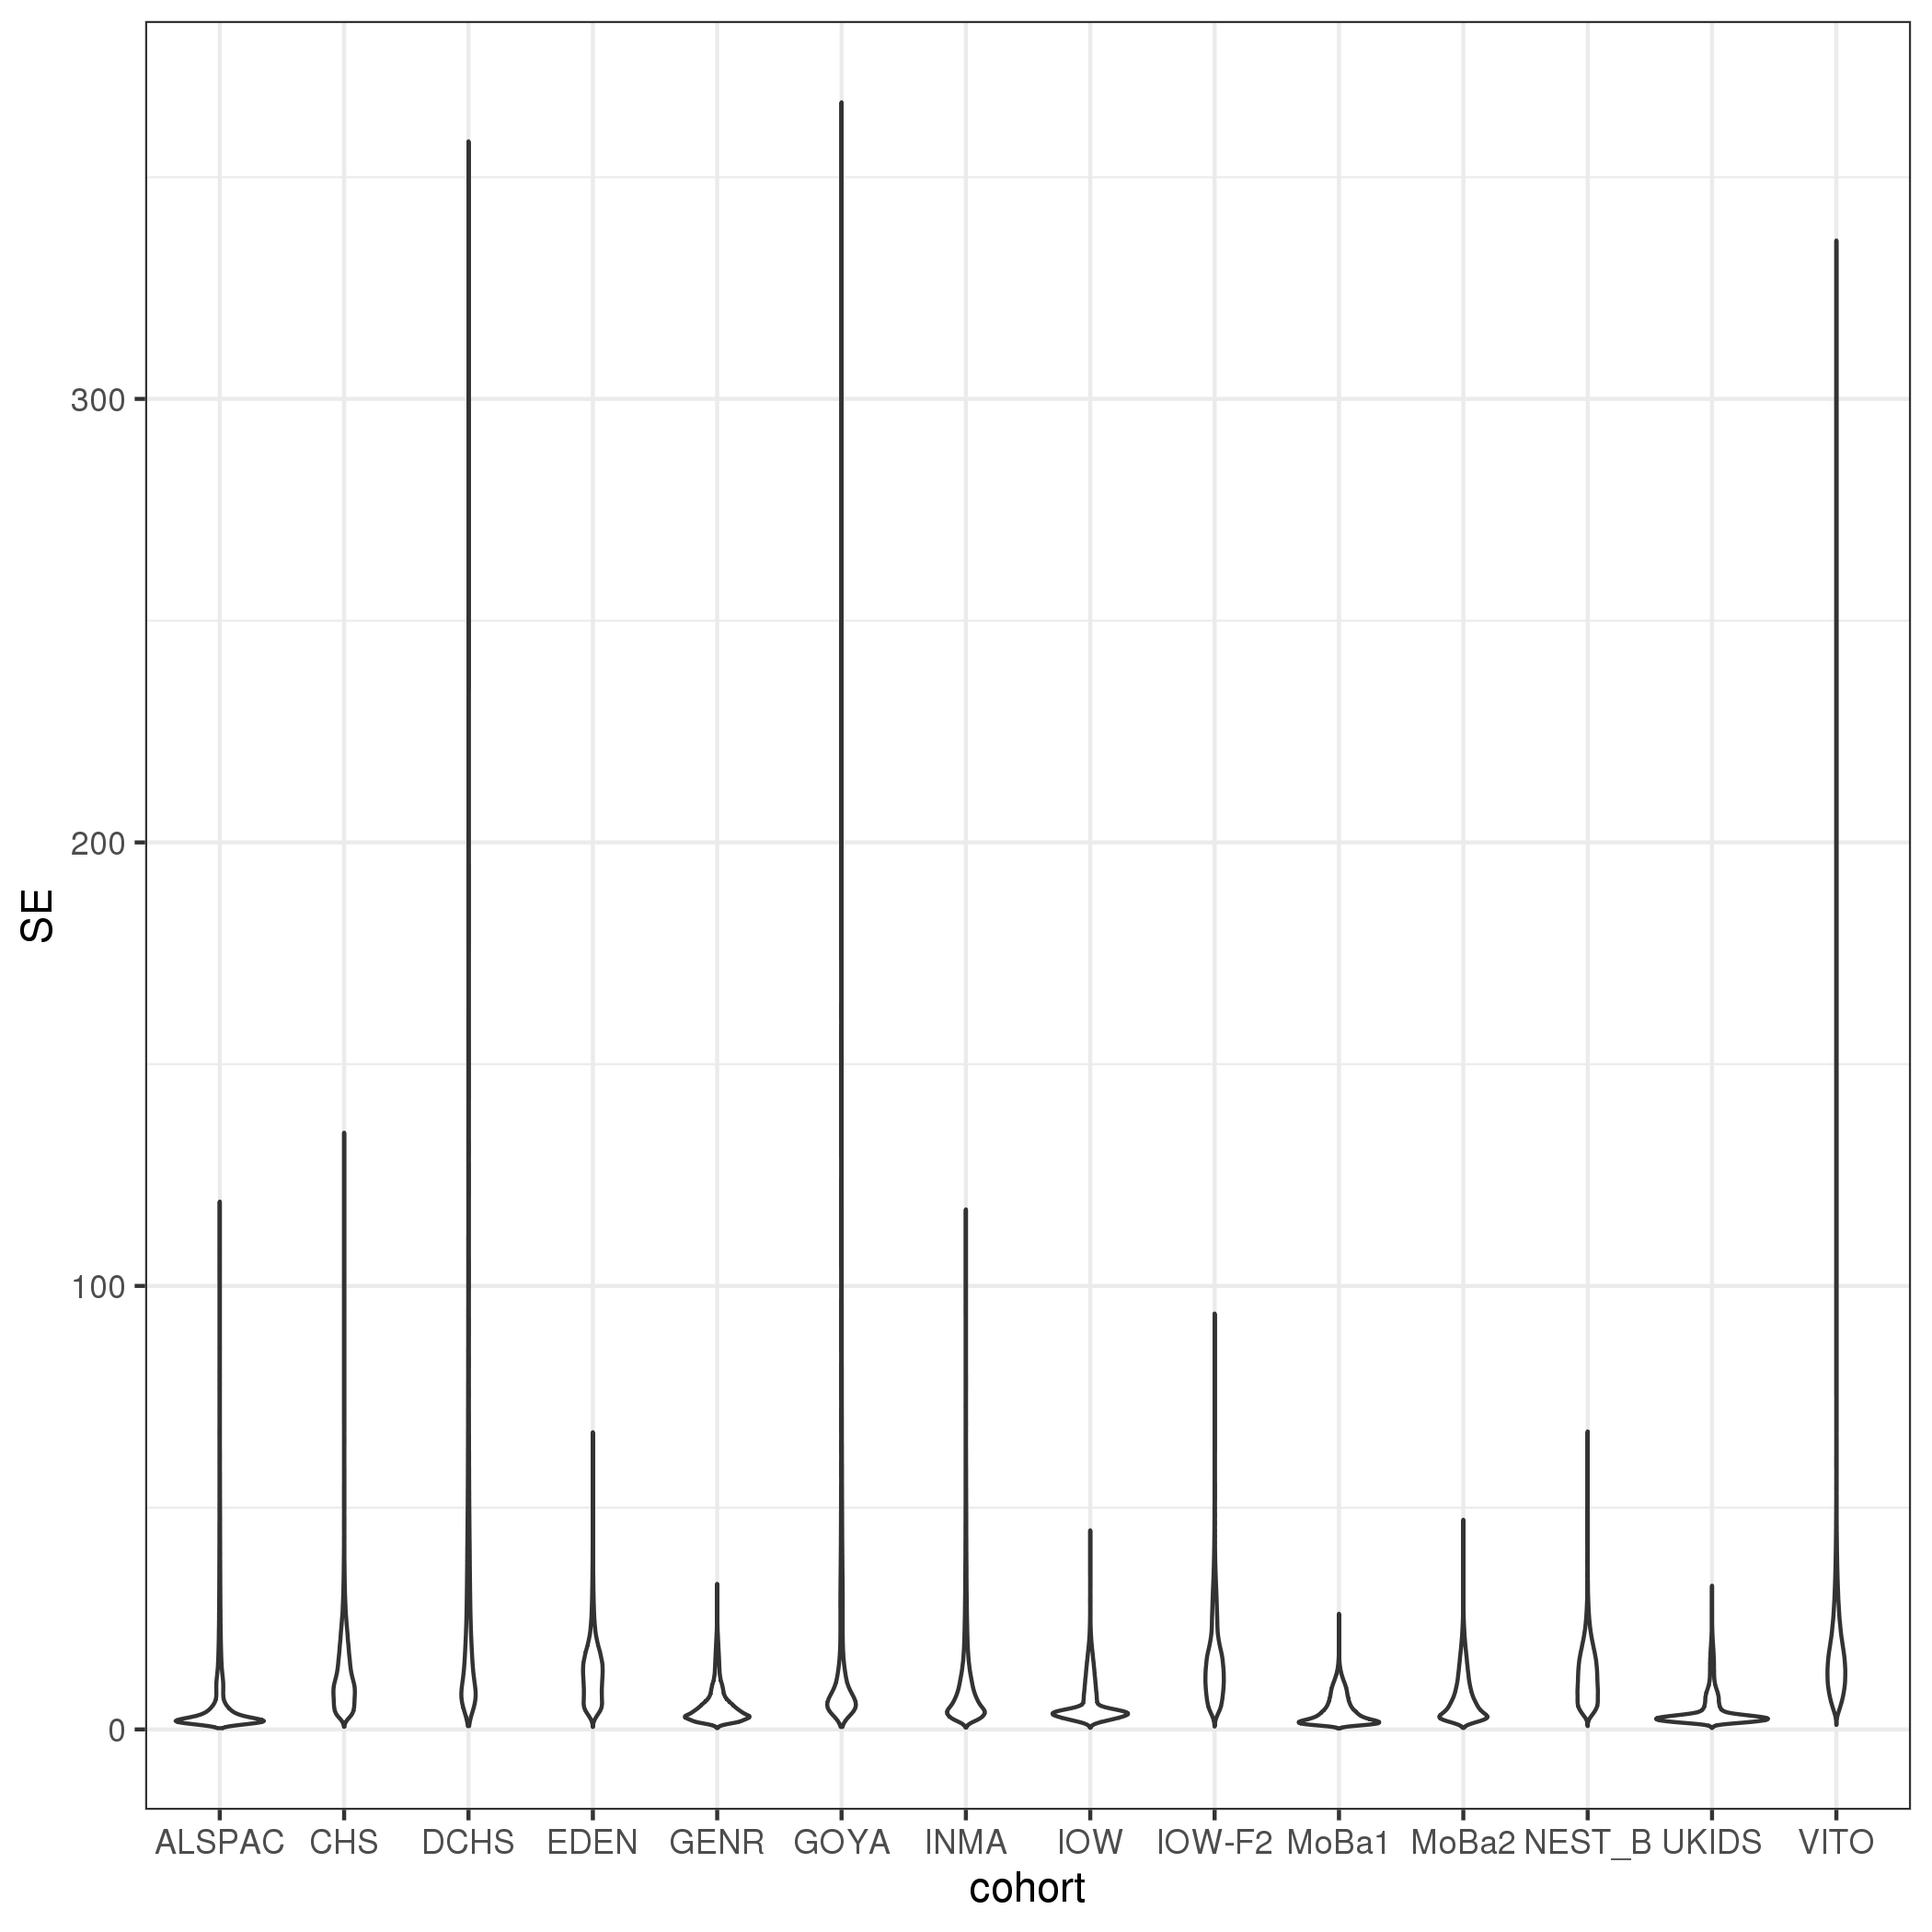 300
200
100
0
SE
ALSPAC CHS DCHS EDEN GENR GOYA INMA IOW IOW-F2 MoBa1 MoBa2 NEST_B UKIDS VITO
cohort